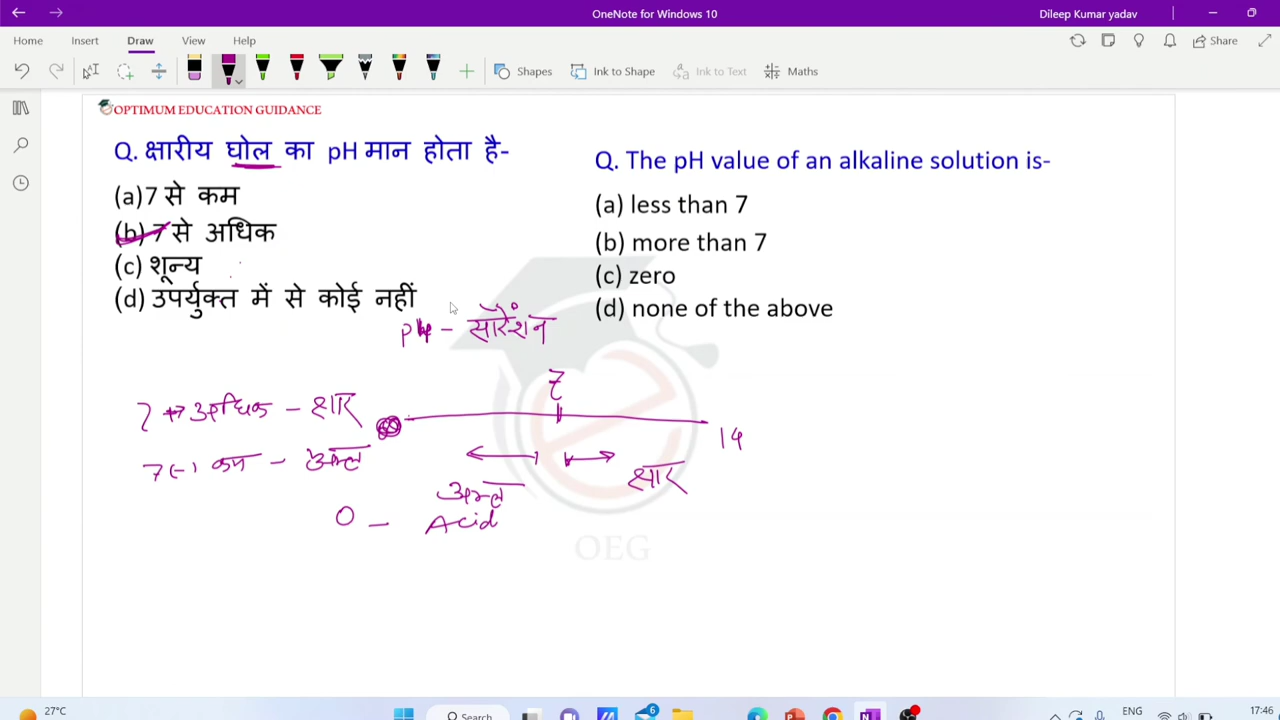 OneNote for Windows 10
Dileep Kumar yadav
Home Insert Draw View Help
Share
Shapes Ink to Shape Ink to Text Maths
OPTIMUM EDUCATION GUIDANCE
Q. क्षारीय घोल का pH मान होता है-
(a) 7 से कम
(b) 7 से अधिक
(c) शून्य
(d) उपर्युक्त में से कोई नहीं
Q. The pH value of an alkaline solution is-
(a) less than 7
(b) more than 7
(c) zero
(d) none of the above
7
14
7 अधिक - क्षार
7 (-) कम - अम्ल
क्षार
अम्ल
0 - Acid
OEG
27°C
Search
6
ENG
17:46